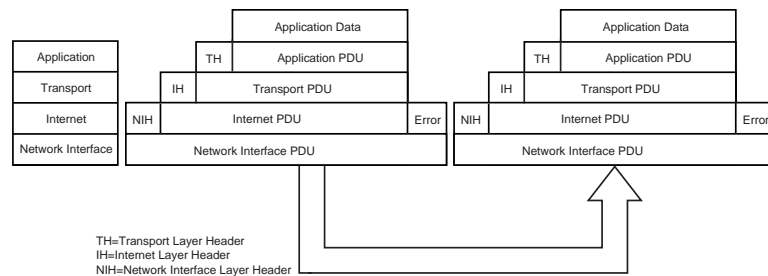 Application Data Application Data
Application TH Application PDU TH Application PDU
Transport IH Transport PDU IH Transport PDU
Internet NIH Internet PDU Error NIH Internet PDU Error
Network Interface Network Interface PDU Network Interface PDU
TH=Transport Layer Header
IH=Internet Layer Header
NIH=Network Interface Layer Header